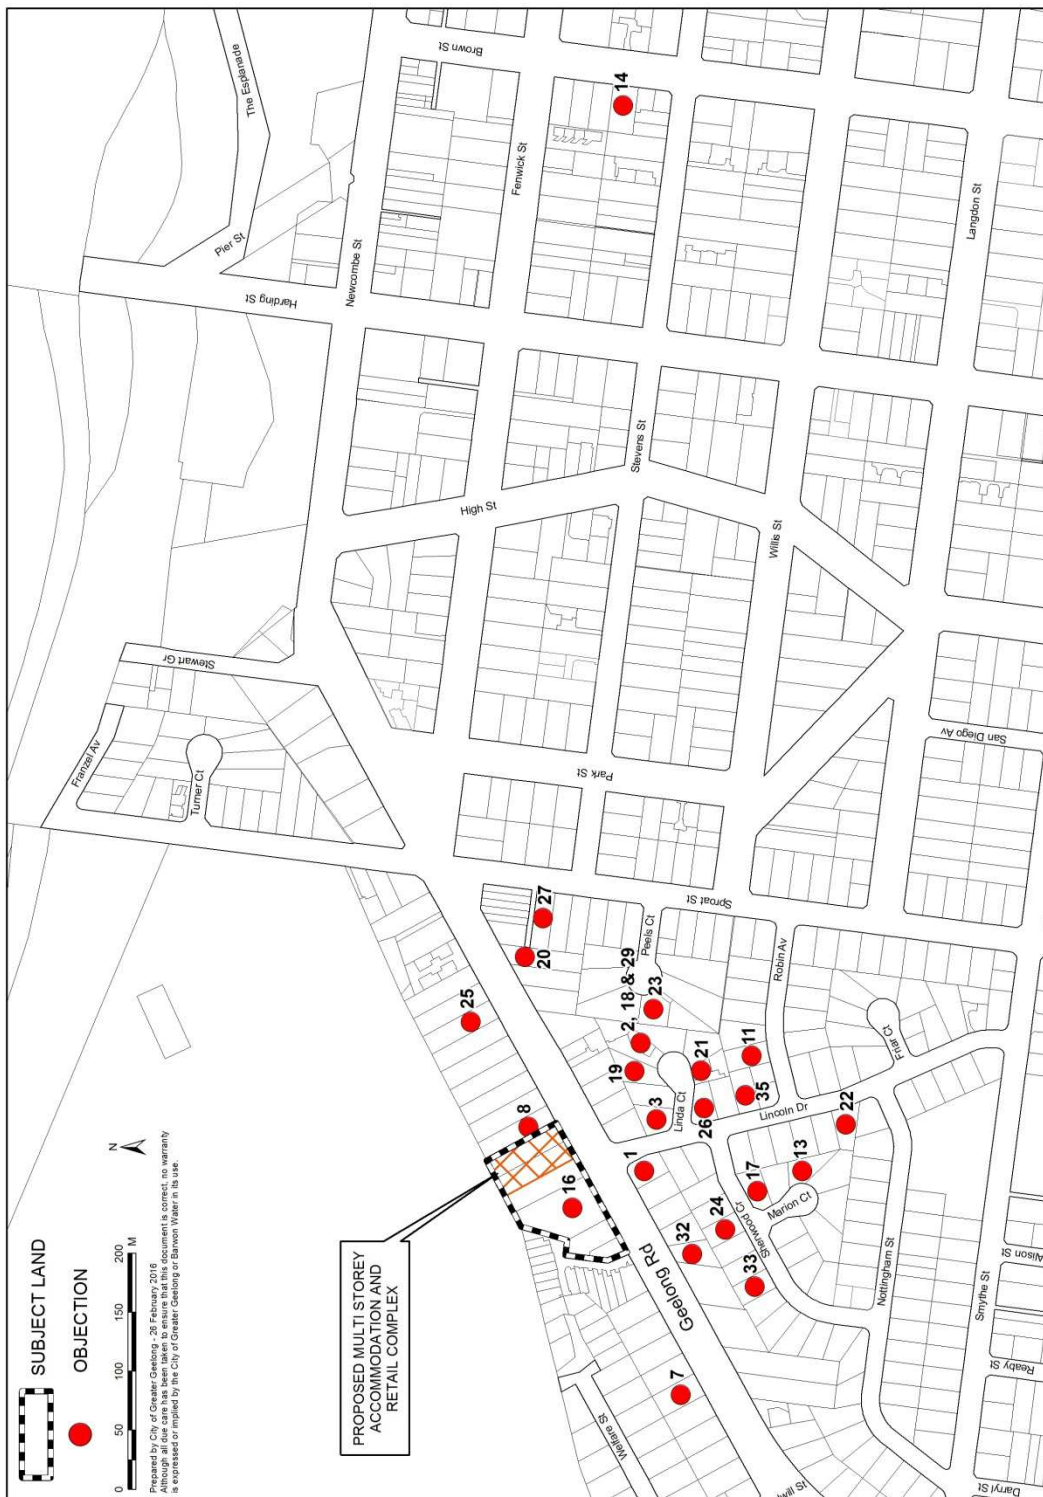 SUBJECT LAND
OBJECTION
0 50 100 150 200
M
Prepared by City of Greater Geelong - 26 February 2016
Although all due care has been taken to ensure that this document is correct, no warranty
is expressed or implied by the City of Greater Geelong or Barwon Water in its use.
N
PROPOSED MULTI STOREY
ACCOMMODATION AND
RETAIL COMPLEX
The Esplanade
Pier St
Harding St
Newcombe St
Brown St
Fenwick St
14
Langdon St
Stevens St
High St
Willis St
Stewart Gr
Franzel Av
Turner Ct
Park St
San Diego Av
Sproat St
Peels Ct
Robin Av
27
20
25
2, 18 & 29
23
19
21
11
3
Linda Ct
26
35
Lincoln Dr
Friar Ct
22
8
16
1
17
13
Marion Ct
24
32
33
Sherwood Cr
Geelong Rd
7
Welfare St
Nottingham St
Smythe St
Alison St
Reaby St
Darryl St